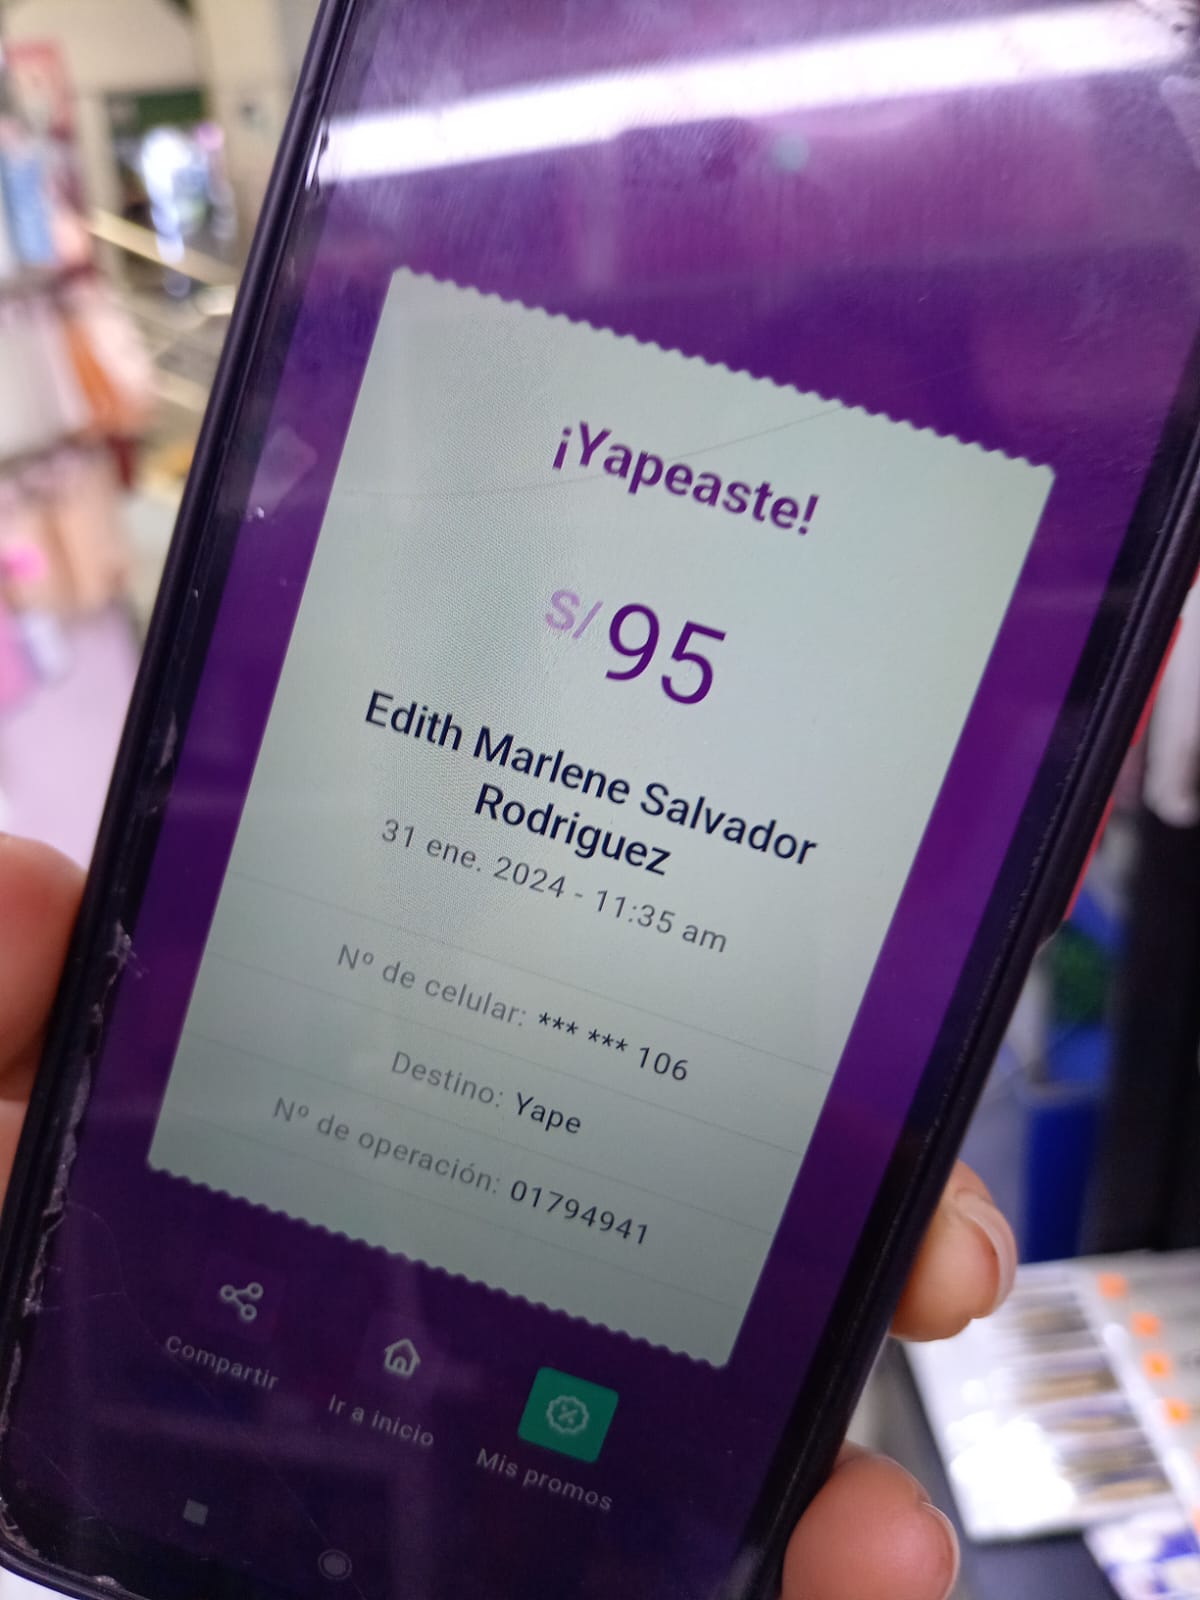 ¡Yapeaste!
S/95
Edith Marlene Salvador
Rodriguez
31 ene. 2024 - 11:35 am
Nº de celular: *** *** 106
Destino: Yape
Nº de operación: 01794941
Compartir
Ir a inicio
Mis promos